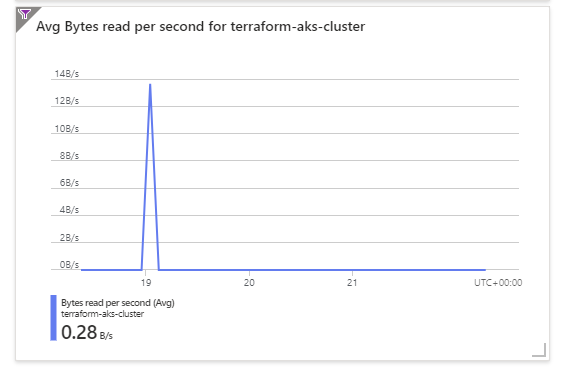 Avg Bytes read per second for terraform-aks-cluster
14B/s
12B/s
10B/s
8B/s
6B/s
4B/s
2B/s
0B/s
19 20 21 UTC+00:00
Bytes read per second (Avg)
terraform-aks-cluster
0.28 B/s